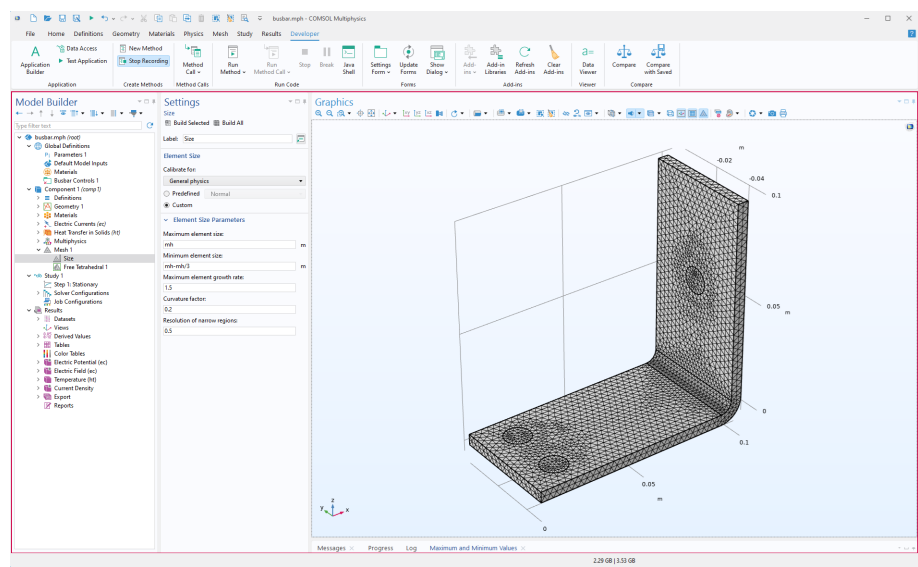 busbar.mph - COMSOL Multiphysics
File Home Definitions Geometry Materials Physics Mesh Study Results Developer
Application Builder
Data Access
Test Application
Application
New Method
Stop Recording
Create Methods
Method Call
Method Calls
Run Method
Run Method Call
Stop
Break
Java Shell
Run Code
Settings Form
Update Forms
Show Dialog
Forms
Add-ins
Add-in Libraries
Refresh Add-ins
Clear Add-ins
Add-ins
Data Viewer
Viewer
Compare
Compare with Saved
Compare
Model Builder
Type filter text
busbar.mph (root)
Global Definitions
Parameters 1
Default Model Inputs
Materials
Busbar Controls 1
Component 1 (comp1)
Definitions
Geometry 1
Materials
Electric Currents (ec)
Heat Transfer in Solids (ht)
Multiphysics
Mesh 1
Size
Free Tetrahedral 1
Study 1
Step 1: Stationary
Solver Configurations
Job Configurations
Results
Datasets
Views
Derived Values
Tables
Color Tables
Electric Potential (ec)
Electric Field (ec)
Temperature (ht)
Current Density
Export
Reports
Settings
Size
Build Selected Build All
Label: Size
Element Size
Calibrate for:
General physics
Predefined Normal
Custom
Element Size Parameters
Maximum element size:
mh m
Minimum element size:
mh-mh/3 m
Maximum element growth rate:
1.5
Curvature factor:
0.2
Resolution of narrow regions:
0.5
Graphics
m
-0.02
-0.04
0.1
0.05
m
0
0.1
0.05
m
0
z
y x
Messages Progress Log Maximum and Minimum Values
2.29 GB | 3.53 GB